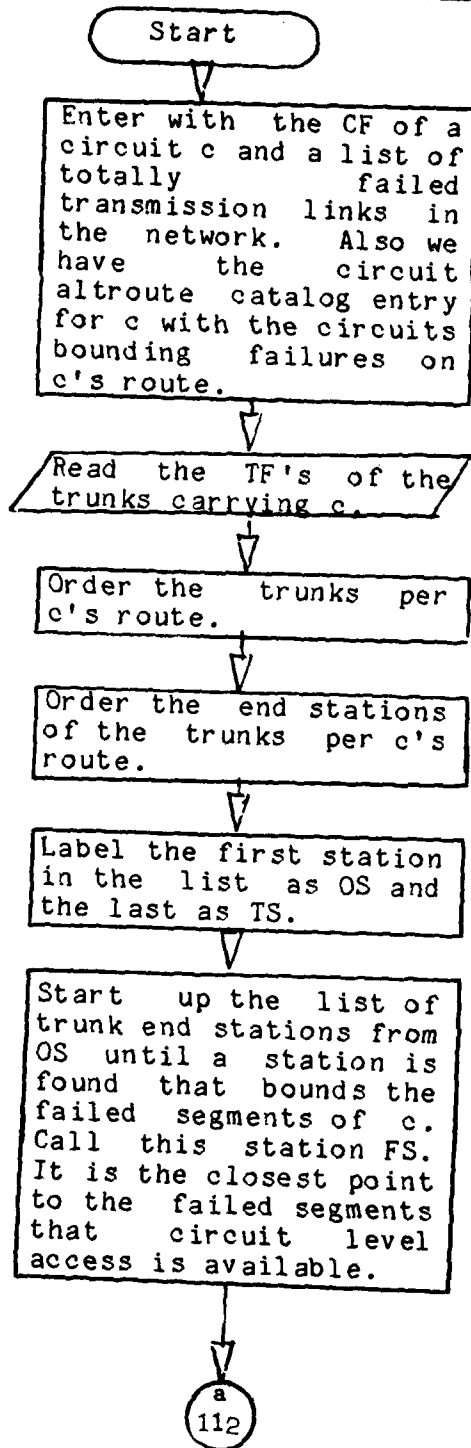 Start
Enter with the CF of a
circuit c and a list of
totally failed
transmission links in
the network. Also we
have the circuit
altroute catalog entry
for c with the circuits
bounding failures on
c's route.
Read the TF's of the
trunks carrying c.
Order the trunks per
c's route.
Order the end stations
of the trunks per c's
route.
Label the first station
in the list as OS and
the last as TS.
Start up the list of
trunk end stations from
OS until a station is
found that bounds the
failed segments of c.
Call this station FS.
It is the closest point
to the failed segments
that circuit level
access is available.
a
112